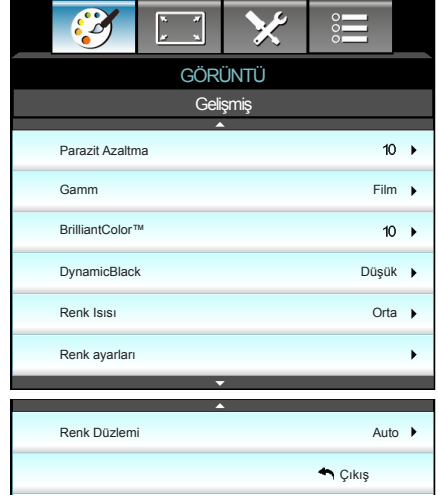 GÖRÜNTÜ
Gelişmiş
Parazit Azaltma 10
Gamm Film
BrilliantColor™ 10
DynamicBlack Düşük
Renk Isısı Orta
Renk ayarları
Renk Düzlemi Auto
Çıkış